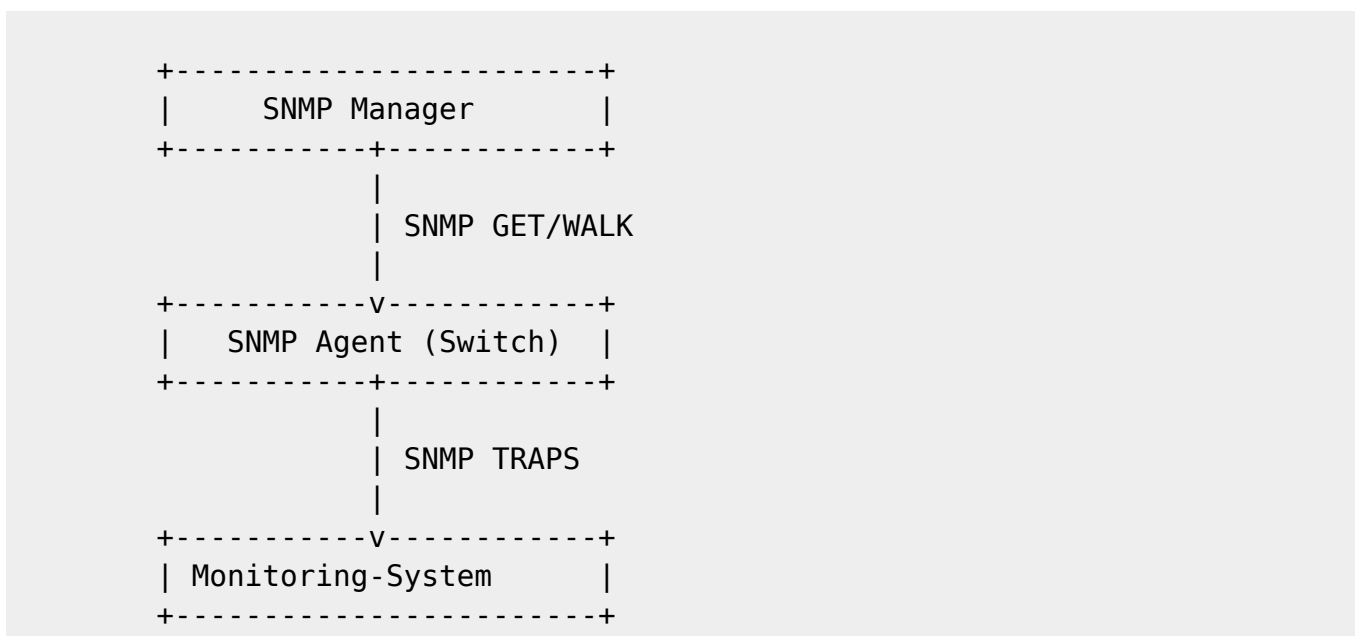 +------------------------+
|     SNMP Manager       |
+-----------+------------+
            |
            | SNMP GET/WALK
            |
+-----------v------------+
|   SNMP Agent (Switch)  |
+-----------+------------+
            |
            | SNMP TRAPS
            |
+-----------v------------+
| Monitoring-System      |
+------------------------+